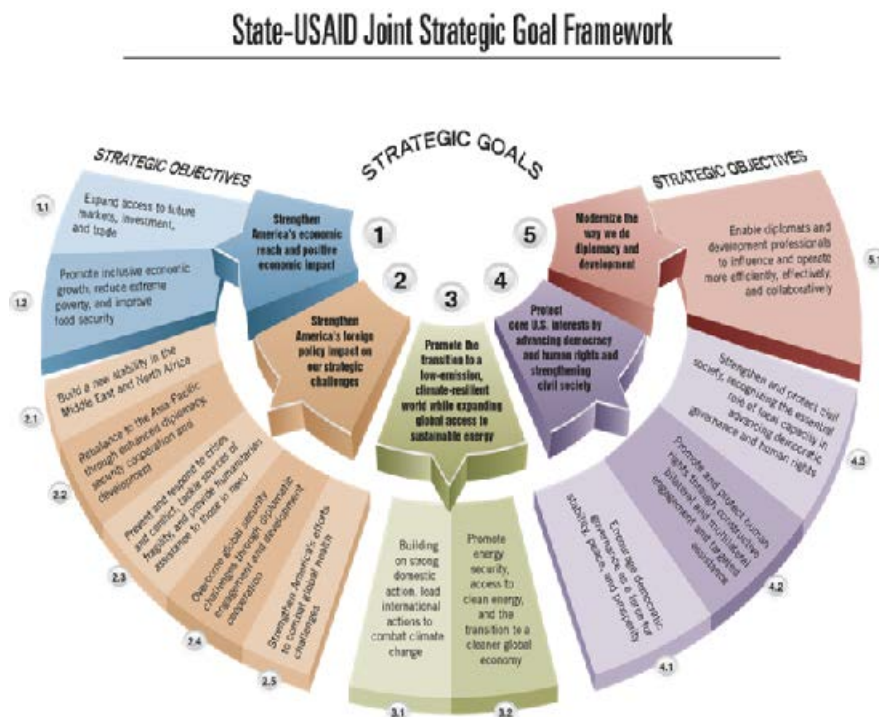 State-USAID Joint Strategic Goal Framework
STRATEGIC OBJECTIVES
STRATEGIC GOALS
STRATEGIC OBJECTIVES
1
Strengthen
America's economic
reach and positive
economic impact
1.1
Expand access to future
markets, investment,
and trade
1.2
Promote inclusive economic
growth, reduce extreme
poverty, and improve
food security
2
Strengthen
America's foreign
policy impact on
our strategic
challenges
2.1
Build a new stability in the
Middle East and North Africa
2.2
Rebalance to the Asia-Pacific
through enhanced diplomacy,
security cooperation and
development
2.3
Prevent and respond to crises
and conflict, tackle sources of
fragility, and provide humanitarian
assistance to those in need
2.4
Overcome global security
challenges through diplomatic
engagement and development
cooperation
2.5
Strengthen America's efforts
to combat global health
challenges
3
Promote the
transition to a
low-emission,
climate-resilient
world while expanding
global access to
sustainable energy
3.1
Building
on strong
domestic
action, lead
international
actions to
combat climate
change
3.2
Promote
energy
security,
access to
clean energy,
and the
transition to a
cleaner global
economy
4
Protect
core U.S. interests by
advancing democracy
and human rights and
strengthening
civil society
4.1
Encourage democratic
governance as a force for
stability, peace, and prosperity
4.2
Promote and protect human
rights through constructive
bilateral and multilateral
engagement and targeted
assistance
4.3
Strengthen and protect civil
society, recognizing the essential
role of local capacity in
advancing democratic
governance and human rights
5
Modernize the
way we do
diplomacy and
development
5.1
Enable diplomats and
development professionals
to influence and operate
more efficiently, effectively,
and collaboratively